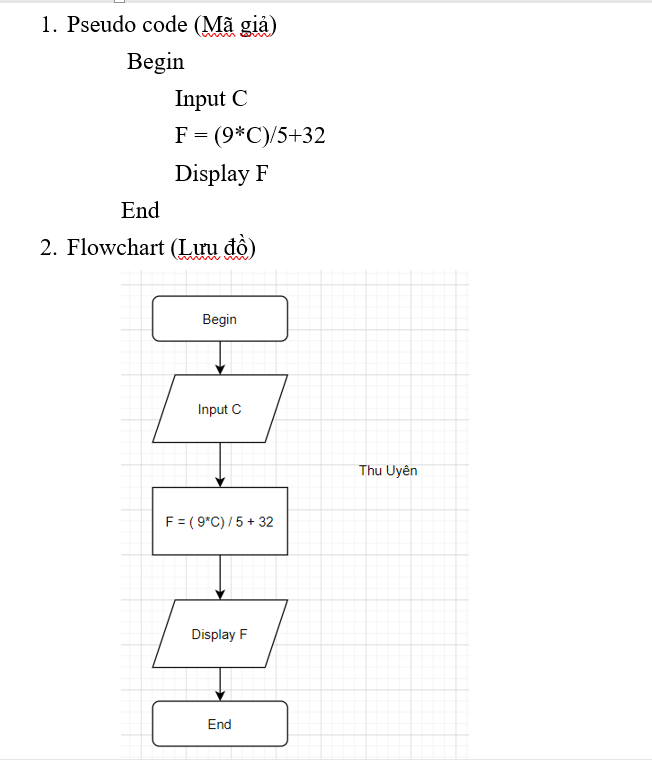 1. Pseudo code (Mã giả)
Begin
Input C
F = (9*C)/5+32
Display F
End
2. Flowchart (Lưu đồ)
Begin
Input C
Thu Uyên
F = ( 9*C) / 5 + 32
Display F
End